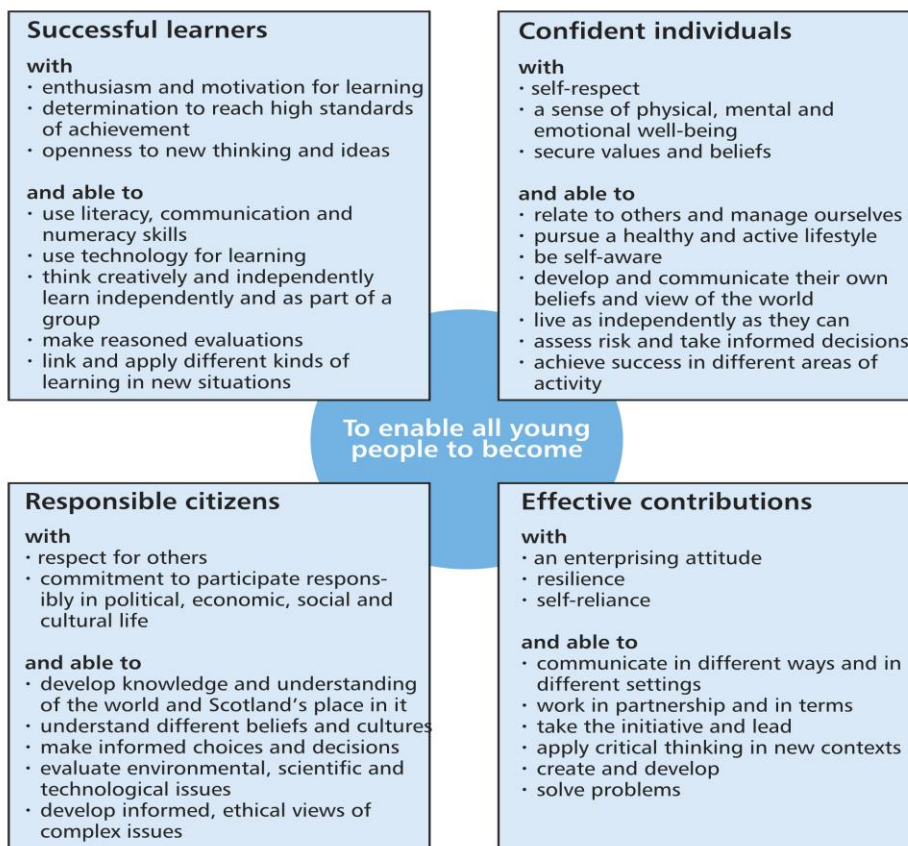 Successful learners
with
· enthusiasm and motivation for learning
· determination to reach high standards
of achievement
· openness to new thinking and ideas
and able to
· use literacy, communication and
numeracy skills
· use technology for learning
· think creatively and independently
learn independently and as part of a
group
· make reasoned evaluations
· link and apply different kinds of
learning in new situations
Confident individuals
with
· self-respect
· a sense of physical, mental and
emotional well-being
· secure values and beliefs
and able to
· relate to others and manage ourselves
· pursue a healthy and active lifestyle
· be self-aware
· develop and communicate their own
beliefs and view of the world
· live as independently as they can
· assess risk and take informed decisions
· achieve success in different areas of
activity
To enable all young
people to become
Responsible citizens
with
· respect for others
· commitment to participate respons-
ibly in political, economic, social and
cultural life
and able to
· develop knowledge and understanding
of the world and Scotland's place in it
· understand different beliefs and cultures
· make informed choices and decisions
· evaluate environmental, scientific and
technological issues
· develop informed, ethical views of
complex issues
Effective contributions
with
· an enterprising attitude
· resilience
· self-reliance
and able to
· communicate in different ways and in
different settings
· work in partnership and in terms
· take the initiative and lead
· apply critical thinking in new contexts
· create and develop
· solve problems